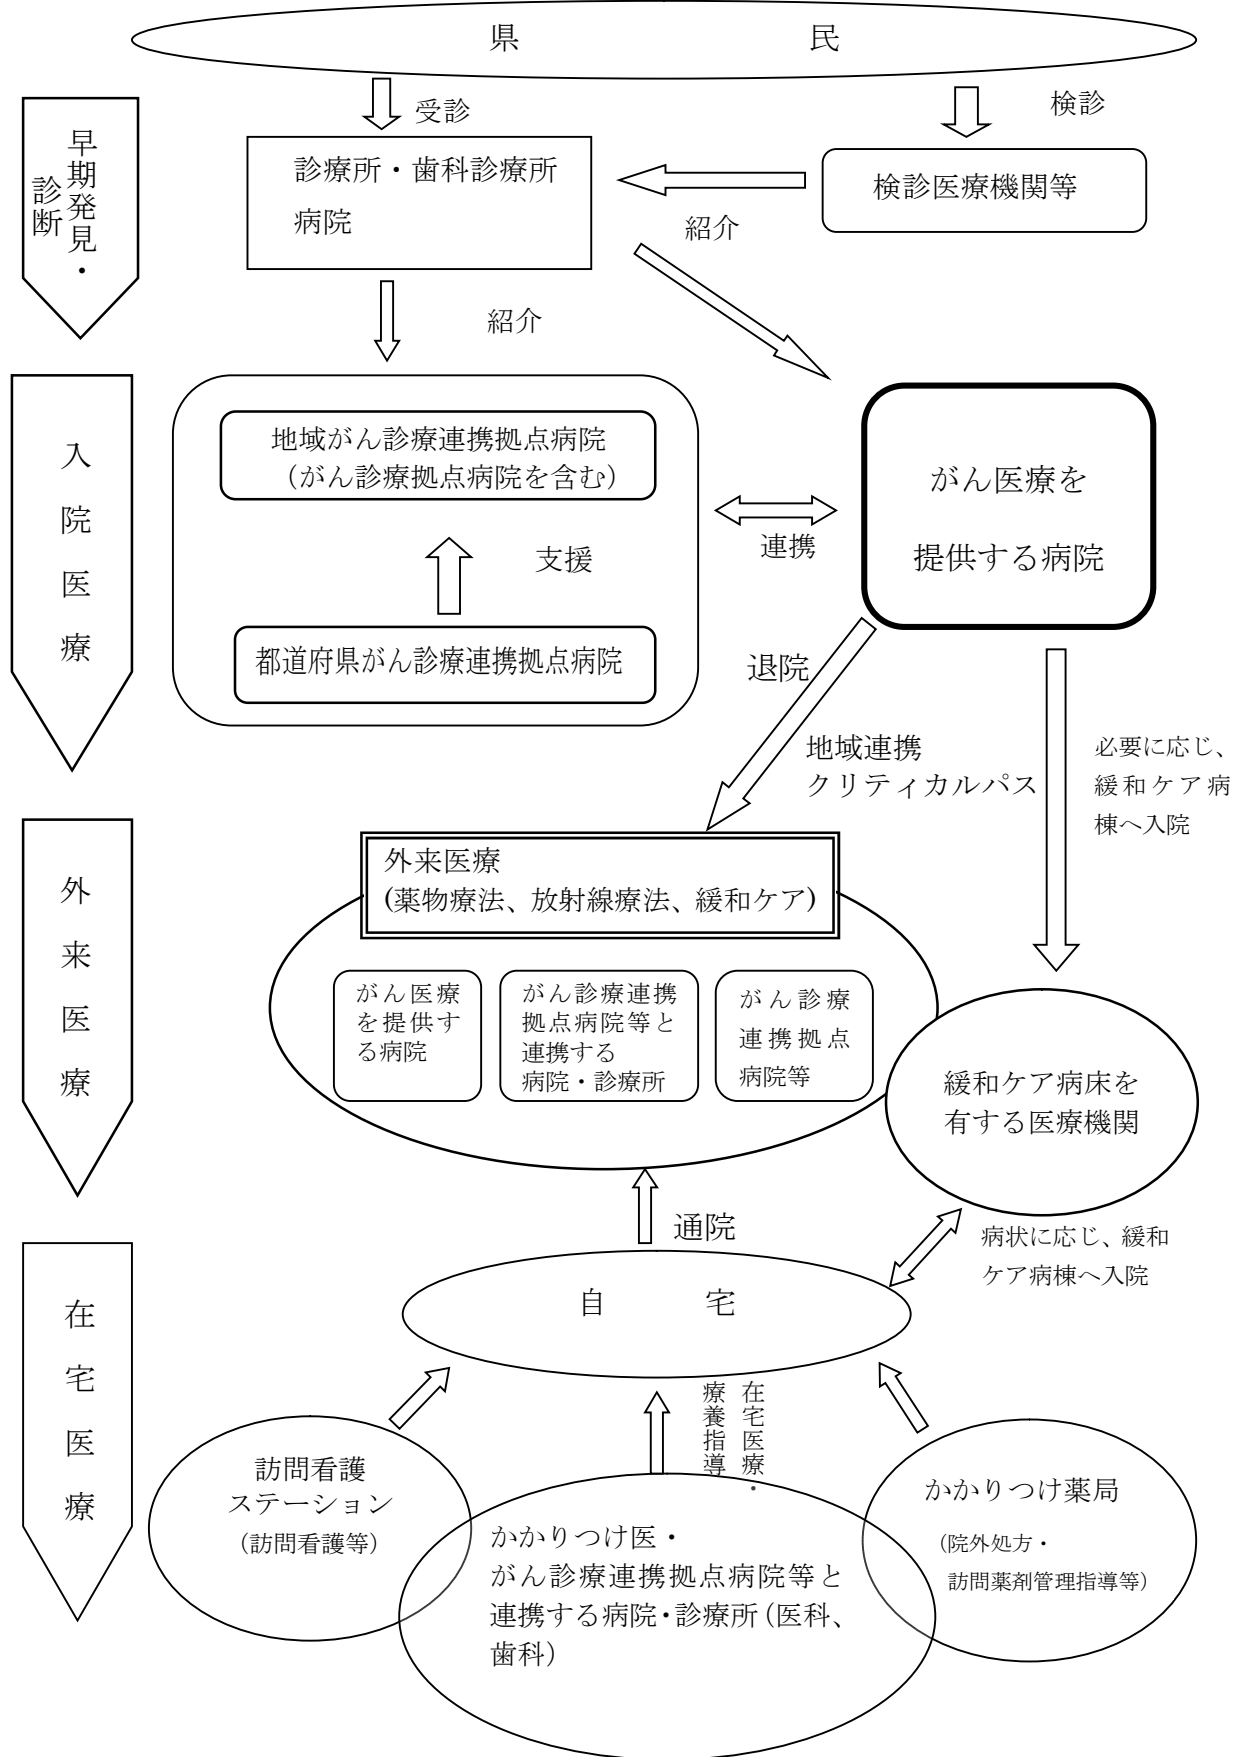 県　民
受診
検診
早期発見・
診断
診療所・歯科診療所
病院
検診医療機関等
紹介
紹介
入院医療
地域がん診療連携拠点病院
（がん診療拠点病院を含む）
支援
都道府県がん診療連携拠点病院
連携
がん医療を
提供する病院
退院
地域連携
クリティカルパス
必要に応じ、
緩和ケア病
棟へ入院
外来医療
外来医療
(薬物療法、放射線療法、緩和ケア)
がん医療
を提供す
る病院
がん診療連携
拠点病院等と
連携する
病院・診療所
がん診療
連携拠点
病院等
緩和ケア病床を
有する医療機関
通院
病状に応じ、緩和
ケア病棟へ入院
在宅医療
自　宅
在宅医療・
療養指導
訪問看護
ステーション
（訪問看護等）
かかりつけ医・
がん診療連携拠点病院等と
連携する病院・診療所（医科、
歯科）
かかりつけ薬局
（院外処方・
訪問薬剤管理指導等）